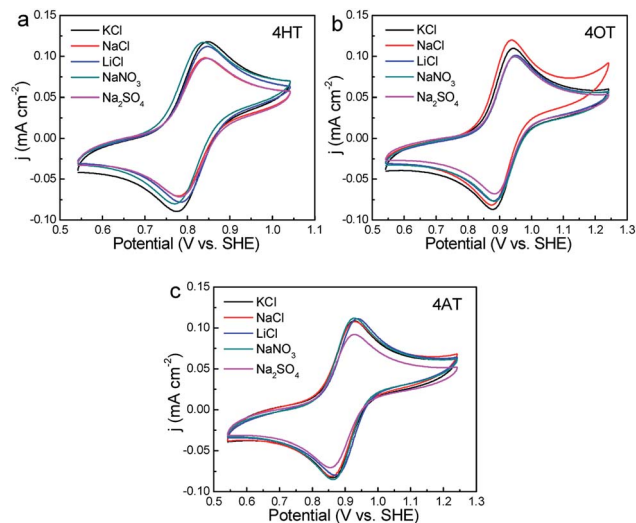 a
4HT
KCl
NaCl
LiCl
NaNO3
Na2SO4
j (mA cm-2)
0.15
0.10
0.05
0.00
-0.05
-0.10
0.5 0.6 0.7 0.8 0.9 1.0 1.1
Potential (V vs. SHE)
b
4OT
KCl
NaCl
LiCl
NaNO3
Na2SO4
j (mA cm-2)
0.15
0.10
0.05
0.00
-0.05
-0.10
0.5 0.6 0.7 0.8 0.9 1.0 1.1 1.2 1.3
Potential (V vs. SHE)
c
4AT
KCl
NaCl
LiCl
NaNO3
Na2SO4
j (mA cm-2)
0.15
0.10
0.05
0.00
-0.05
-0.10
0.5 0.6 0.7 0.8 0.9 1.0 1.1 1.2 1.3
Potential (V vs. SHE)